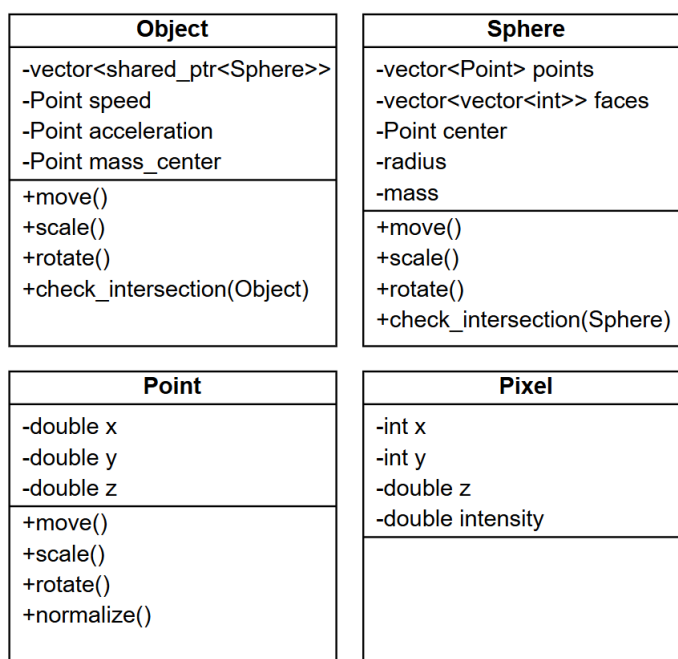 Object
-vector<shared_ptr<Sphere>>
-Point speed
-Point acceleration
-Point mass_center
+move()
+scale()
+rotate()
+check_intersection(Object)
Sphere
-vector<Point> points
-vector<vector<int>> faces
-Point center
-radius
-mass
+move()
+scale()
+rotate()
+check_intersection(Sphere)
Point
-double x
-double y
-double z
+move()
+scale()
+rotate()
+normalize()
Pixel
-int x
-int y
-double z
-double intensity